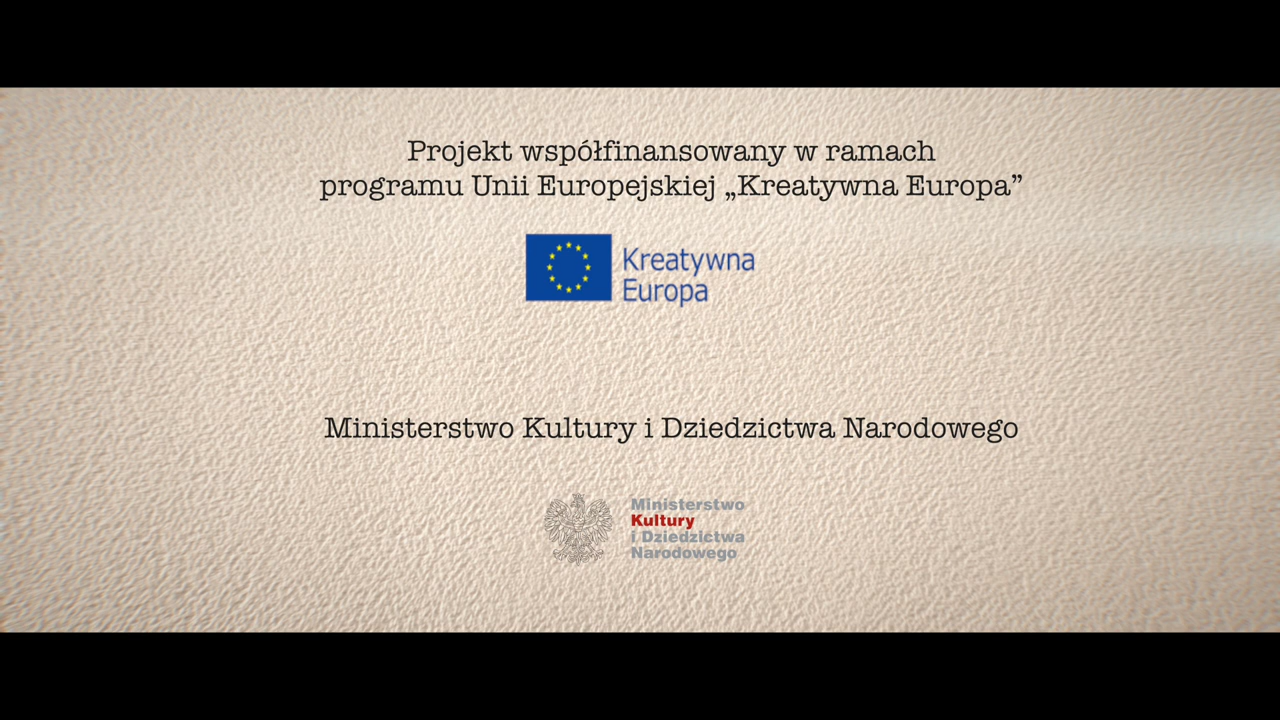 Projekt współfinansowany w ramach
programu Unii Europejskiej „Kreatywna Europa”
Kreatywna
Europa
Ministerstwo Kultury i Dziedzictwa Narodowego
Ministerstwo
Kultury
i Dziedzictwa
Narodowego